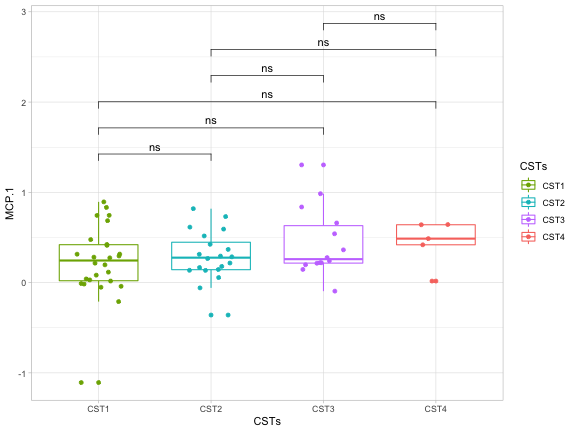 3
ns
ns
ns
2
ns
ns
ns
1
0
-1
MCP.1
CST1 CST2 CST3 CST4
CSTs
CSTs
CST1
CST2
CST3
CST4